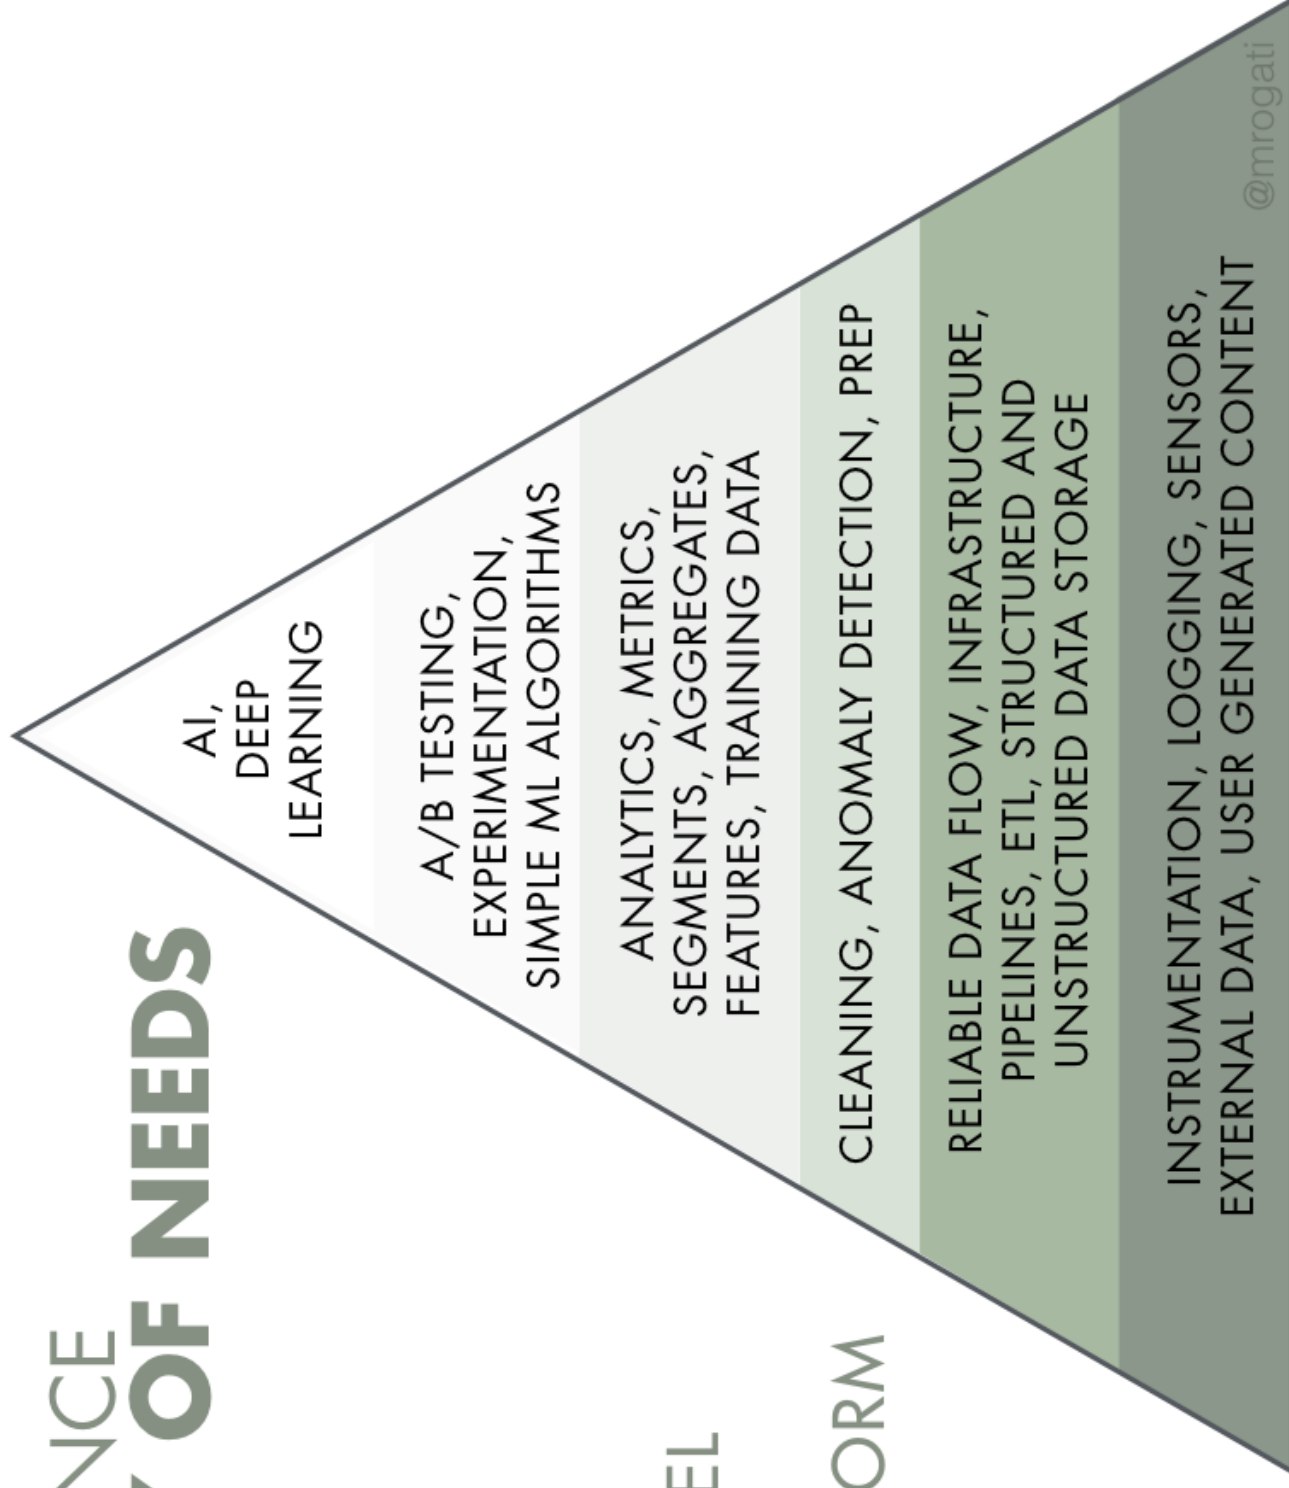 NCE
OF NEEDS
EL
ORM
AI,
DEEP
LEARNING
A/B TESTING,
EXPERIMENTATION,
SIMPLE ML ALGORITHMS
ANALYTICS, METRICS,
SEGMENTS, AGGREGATES,
FEATURES, TRAINING DATA
CLEANING, ANOMALY DETECTION, PREP
RELIABLE DATA FLOW, INFRASTRUCTURE,
PIPELINES, ETL, STRUCTURED AND
UNSTRUCTURED DATA STORAGE
INSTRUMENTATION, LOGGING, SENSORS,
EXTERNAL DATA, USER GENERATED CONTENT
@mrogati